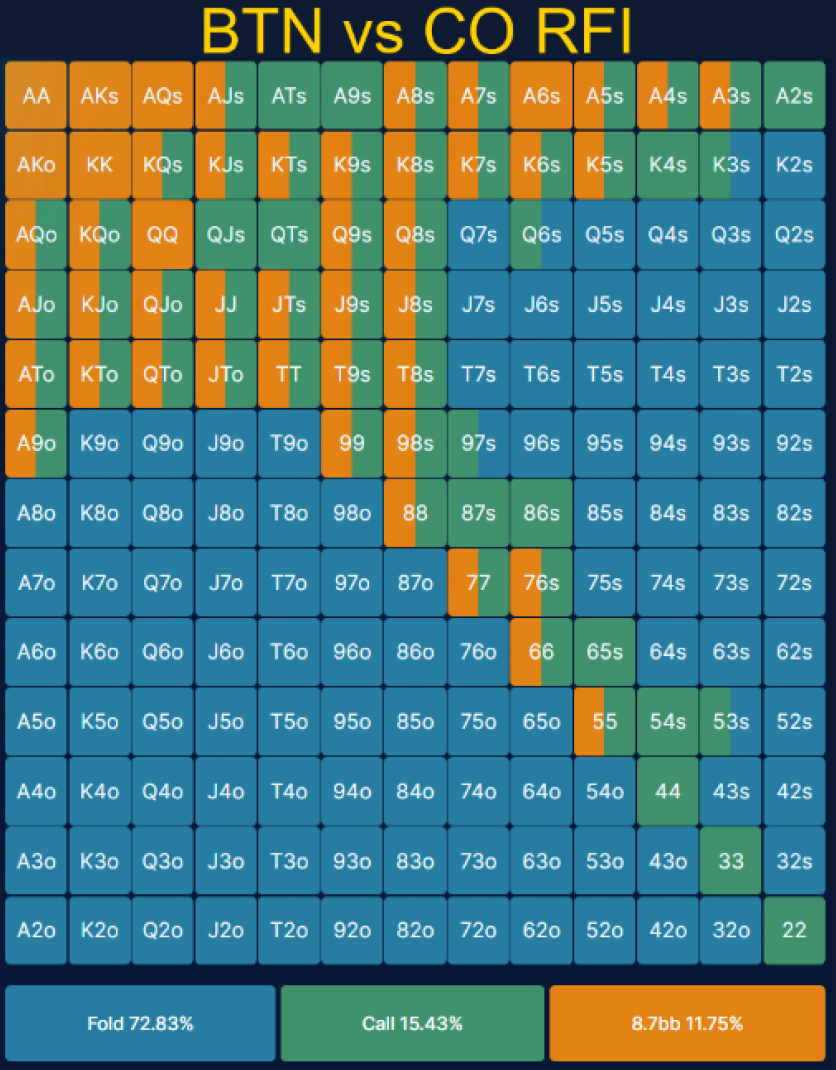 BTN vs CO RFI
AA AKs AQs AJs ATs A9s A8s A7s A6s A5s A4s A3s A2s
AKo KK KQs KJs KTs K9s K8s K7s K6s K5s K4s K3s K2s
AQo KQo QQ QJs QTs Q9s Q8s Q7s Q6s Q5s Q4s Q3s Q2s
AJo KJo QJo JJ JTs J9s J8s J7s J6s J5s J4s J3s J2s
ATo KTo QTo JTo TT T9s T8s T7s T6s T5s T4s T3s T2s
A9o K9o Q9o J9o T9o 99 98s 97s 96s 95s 94s 93s 92s
A8o K8o Q8o J8o T8o 98o 88 87s 86s 85s 84s 83s 82s
A7o K7o Q7o J7o T7o 97o 87o 77 76s 75s 74s 73s 72s
A6o K6o Q6o J6o T6o 96o 86o 76o 66 65s 64s 63s 62s
A5o K5o Q5o J5o T5o 95o 85o 75o 65o 55 54s 53s 52s
A4o K4o Q4o J4o T4o 94o 84o 74o 64o 54o 44 43s 42s
A3o K3o Q3o J3o T3o 93o 83o 73o 63o 53o 43o 33 32s
A2o K2o Q2o J2o T2o 92o 82o 72o 62o 52o 42o 32o 22
Fold 72.83% Call 15.43% 8.7bb 11.75%